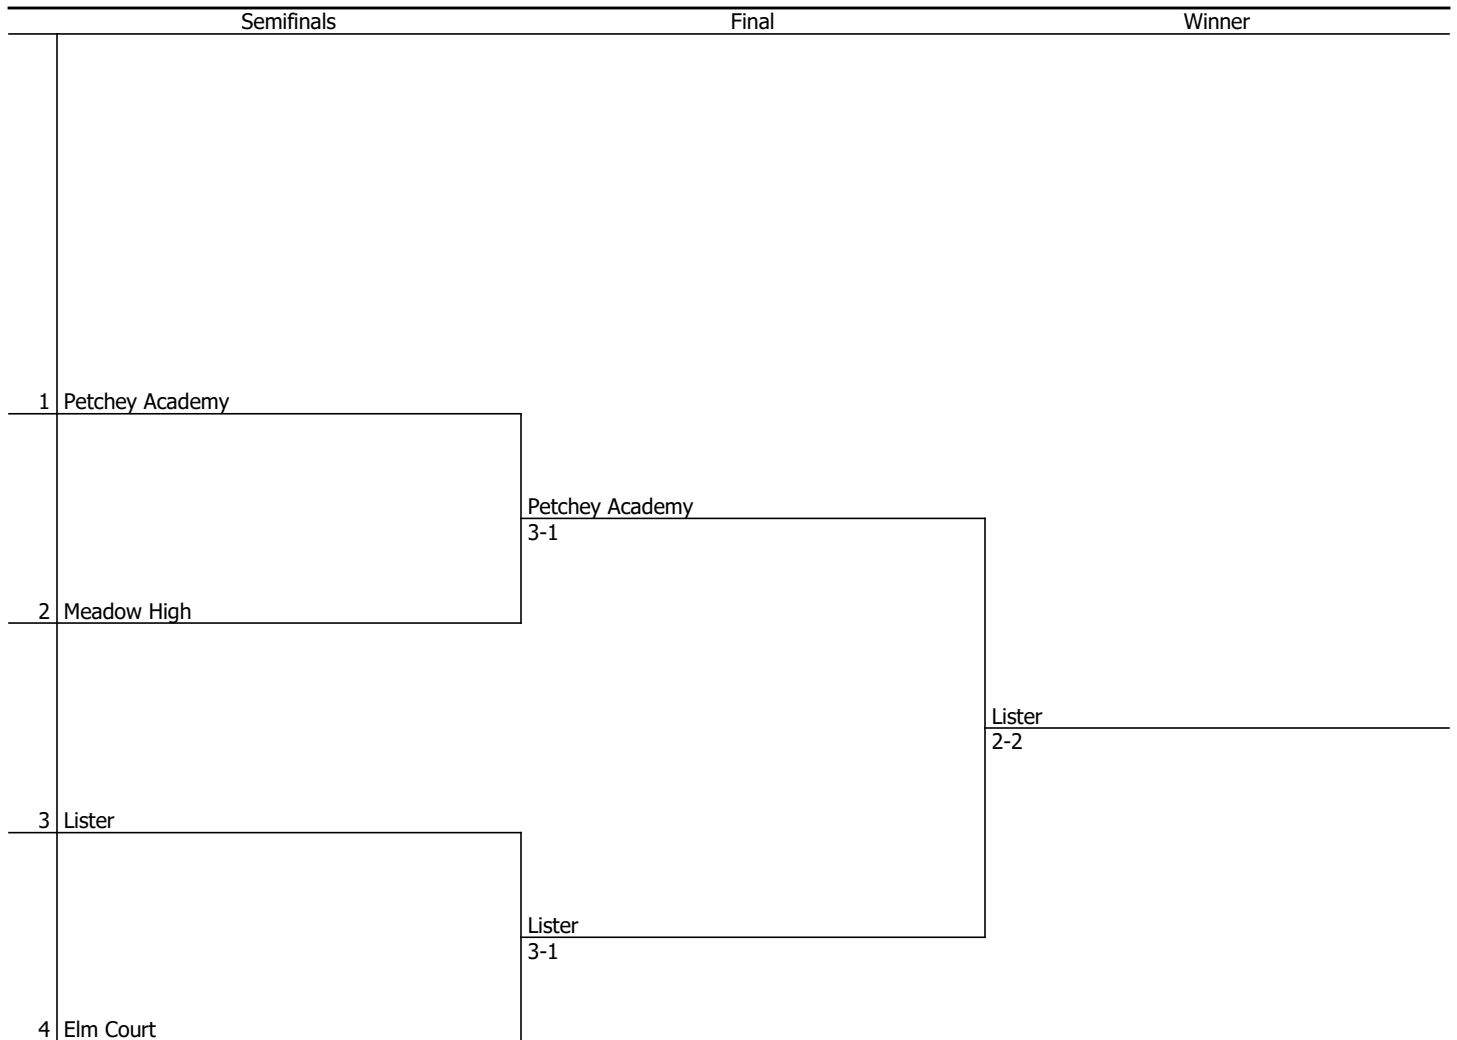 Semifinals Final Winner
1 Petchey Academy
Petchey Academy
3-1
2 Meadow High
Lister
2-2
3 Lister
Lister
3-1
4 Elm Court